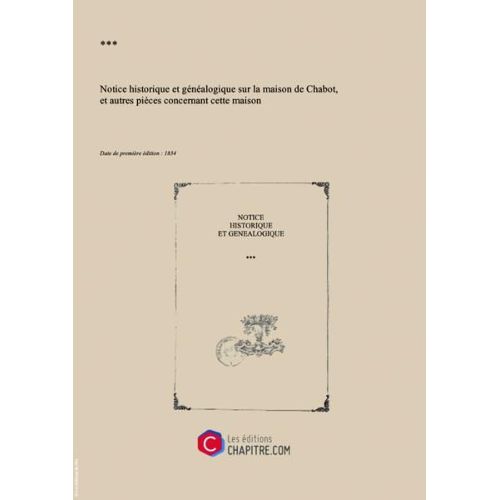 ***
Notice historique et généalogique sur la maison de Chabot,
et autres pièces concernant cette maison
Date de première édition : 1834
NOTICE
HISTORIQUE
ET GENEALOGIQUE
***
Les éditions
CHAPITRE.COM